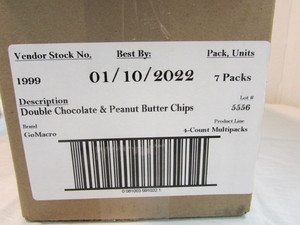 Vendor Stock No. Best By: Pack, Units
1999 01/10/2022 7 Packs
Description Lot #
Double Chocolate & Peanut Butter Chips 5556
Brand Product Line
GoMacro 4-Count Multipacks